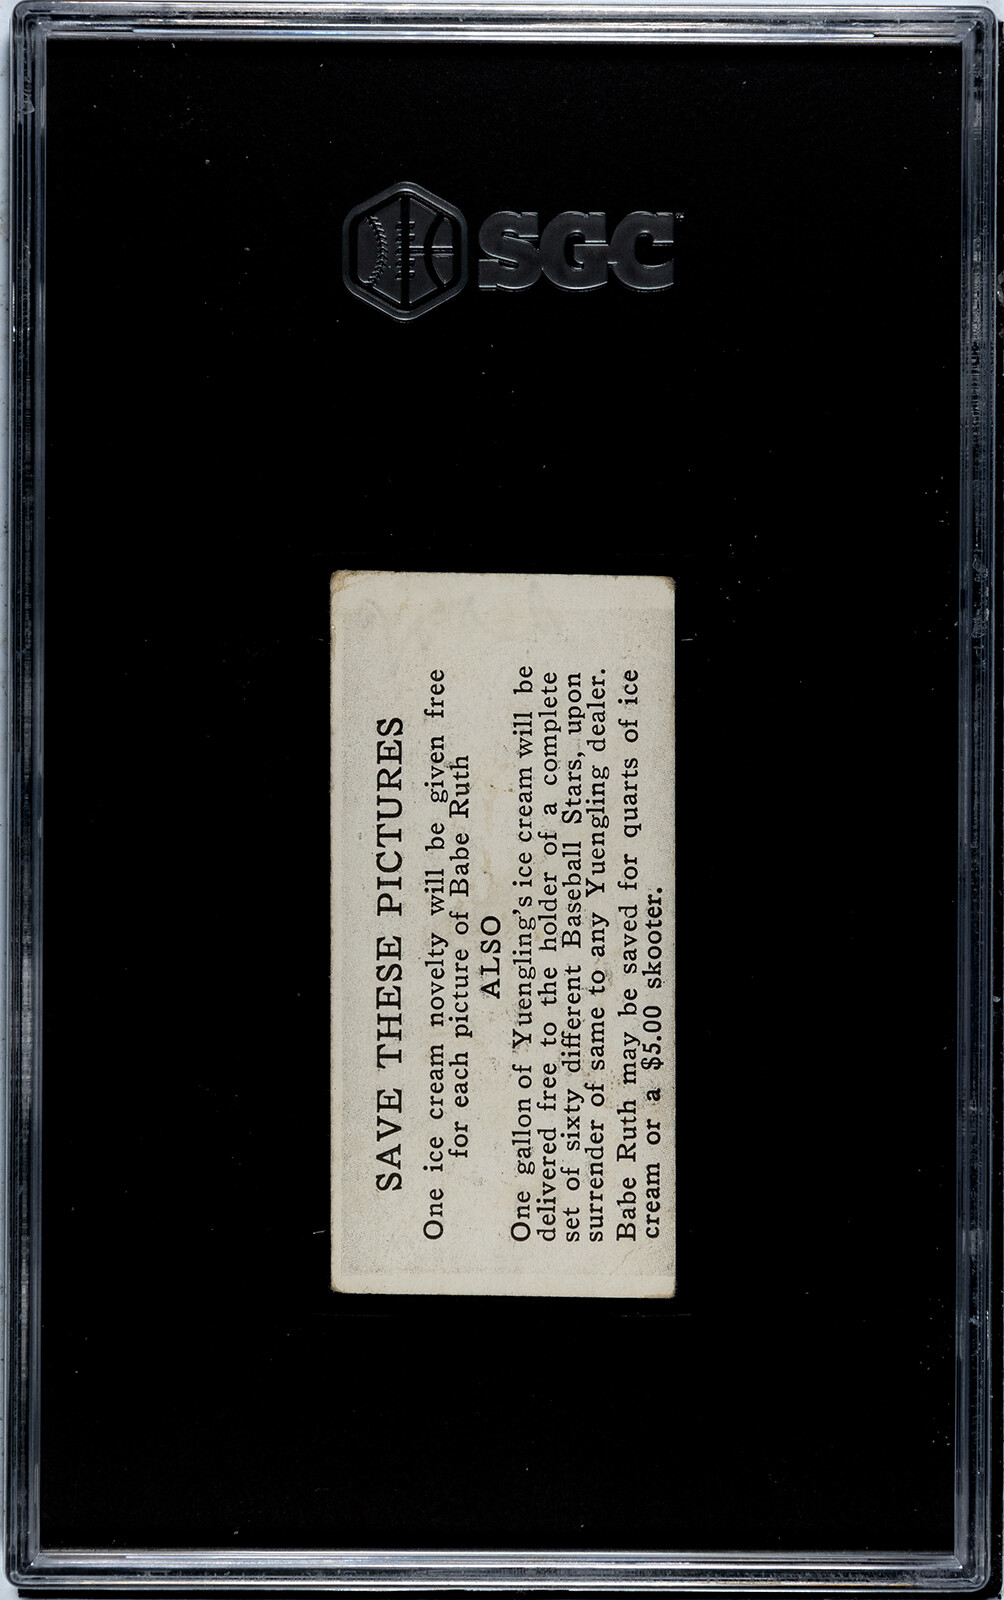 SGC
SAVE THESE PICTURES
One ice cream novelty will be given free
for each picture of Babe Ruth
ALSO
One gallon of Yuengling's ice cream will be
delivered free to the holder of a complete
set of sixty different Baseball Stars, upon
surrender of same to any Yuengling dealer.
Babe Ruth may be saved for quarts of ice
cream or a $5.00 skooter.